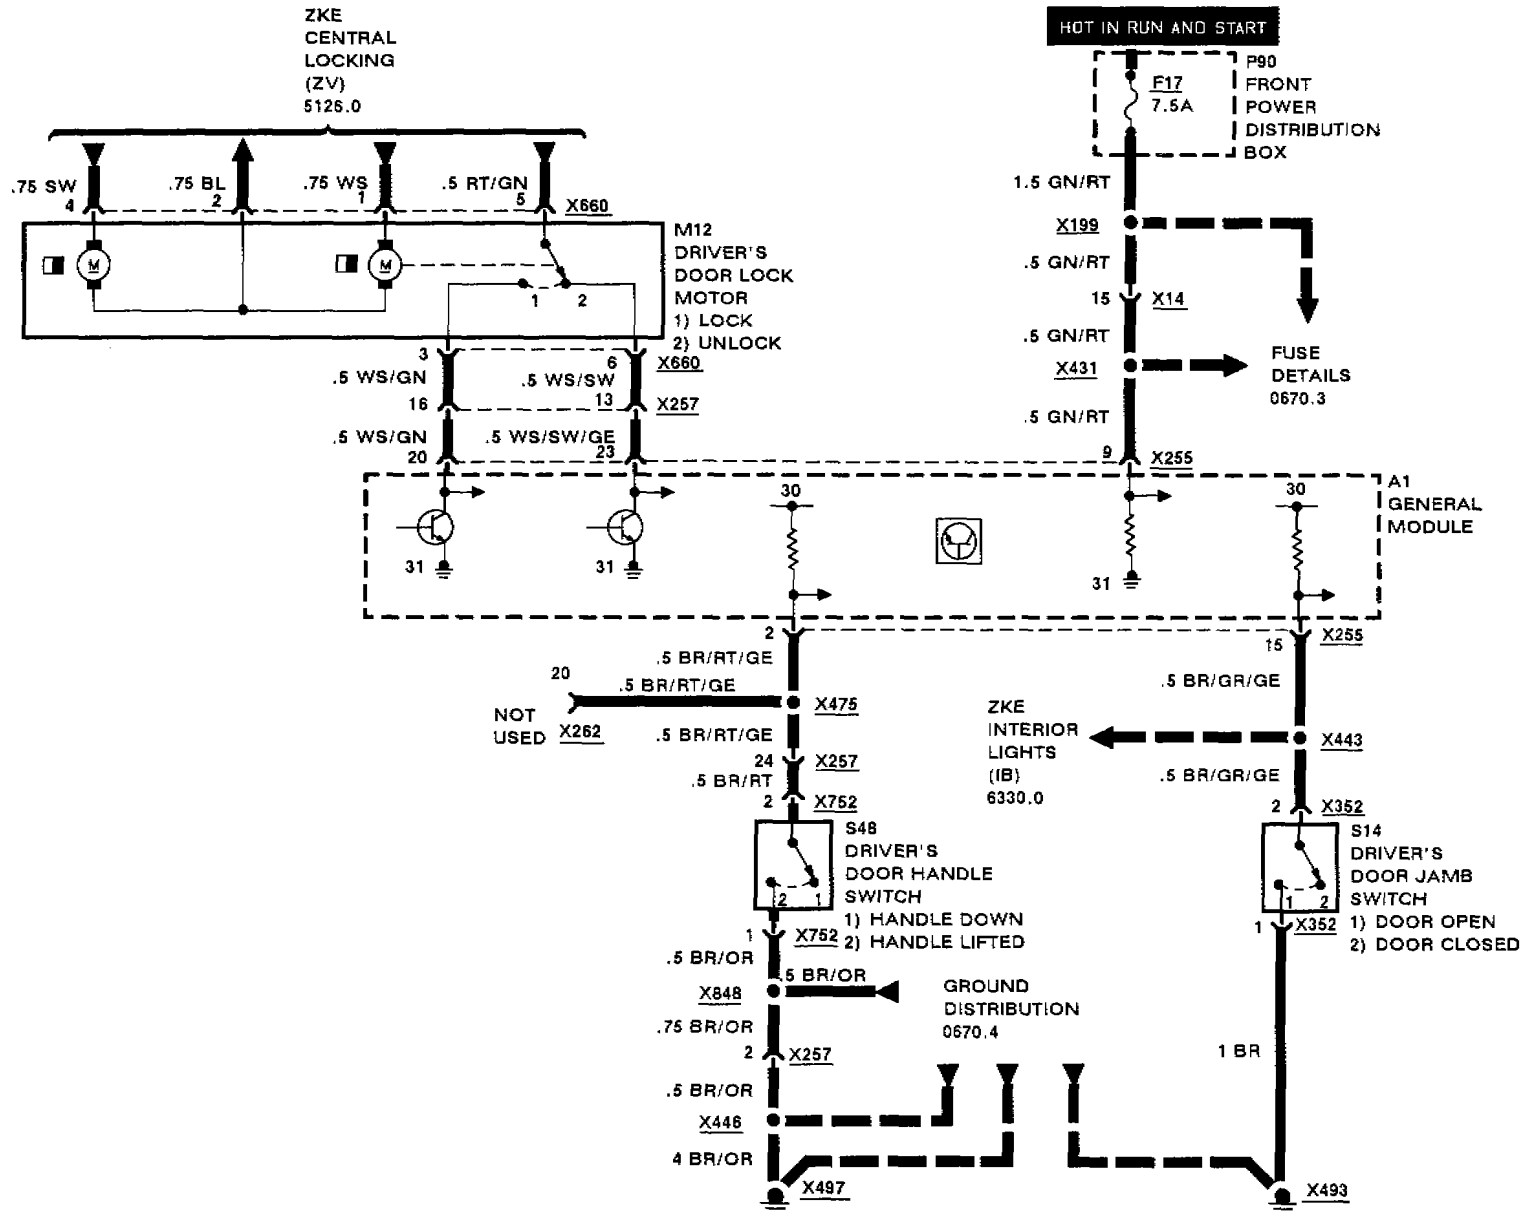 ZKE
CENTRAL
LOCKING
(ZV)
5126.0
HOT IN RUN AND START
P90
FRONT
POWER
DISTRIBUTION
BOX
F17
7.5A
.75 SW
4
.75 BL
2
.75 WS
1
.5 RT/GN
5
X660
1.5 GN/RT
X199
M
M
1
2
M12
DRIVER'S
DOOR LOCK
MOTOR
1) LOCK
2) UNLOCK
.5 GN/RT
15
X14
.5 GN/RT
X431
FUSE
DETAILS
0670.3
.5 GN/RT
3
6
X660
.5 WS/GN
.5 WS/SW
16
13
X257
.5 WS/GN
.5 WS/SW/GE
20
23
9
X255
A1
GENERAL
MODULE
30
30
31
31
31
2
15
X255
.5 BR/RT/GE
20
.5 BR/RT/GE
NOT
USED
X262
X475
.5 BR/RT/GE
24
X257
.5 BR/RT
2
X752
.5 BR/GR/GE
ZKE
INTERIOR
LIGHTS
(IB)
6330.0
X443
.5 BR/GR/GE
2
X352
S48
DRIVER'S
DOOR HANDLE
SWITCH
1) HANDLE DOWN
2) HANDLE LIFTED
2
1
S14
DRIVER'S
DOOR JAMB
SWITCH
1) DOOR OPEN
2) DOOR CLOSED
1
2
1
X752
1
X352
.5 BR/OR
.5 BR/OR
X848
GROUND
DISTRIBUTION
0670.4
.75 BR/OR
2
X257
1 BR
.5 BR/OR
X446
4 BR/OR
X497
X493